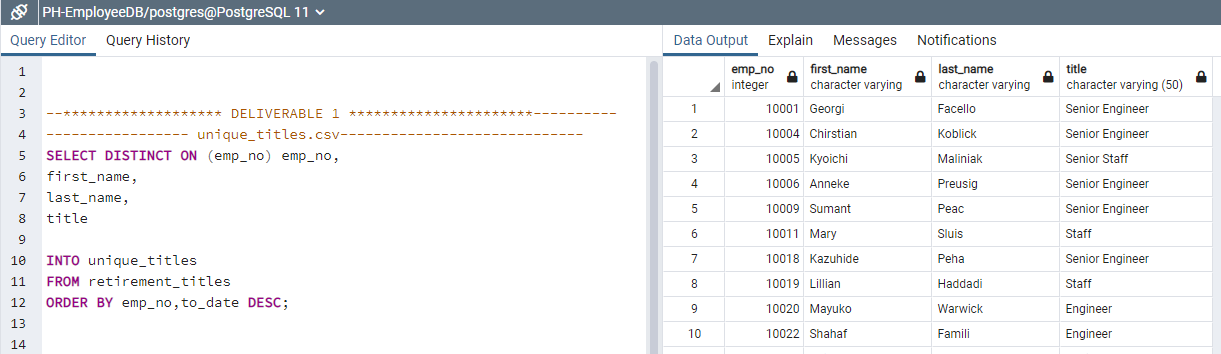 PH-EmployeeDB/postgres@PostgreSQL 11
Query Editor Query History
1
2
3 --******************* DELIVERABLE 1 **********************----------
4 ----------------- unique_titles.csv-----------------------------
5 SELECT DISTINCT ON (emp_no) emp_no,
6 first_name,
7 last_name,
8 title
9
10 INTO unique_titles
11 FROM retirement_titles
12 ORDER BY emp_no,to_date DESC;
13
14
Data Output Explain Messages Notifications
emp_no first_name last_name title
integer character varying character varying character varying (50)
1 10001 Georgi Facello Senior Engineer
2 10004 Chirstian Koblick Senior Engineer
3 10005 Kyoichi Maliniak Senior Staff
4 10006 Anneke Preusig Senior Engineer
5 10009 Sumant Peac Senior Engineer
6 10011 Mary Sluis Staff
7 10018 Kazuhide Peha Senior Engineer
8 10019 Lillian Haddadi Staff
9 10020 Mayuko Warwick Engineer
10 10022 Shahaf Famili Engineer